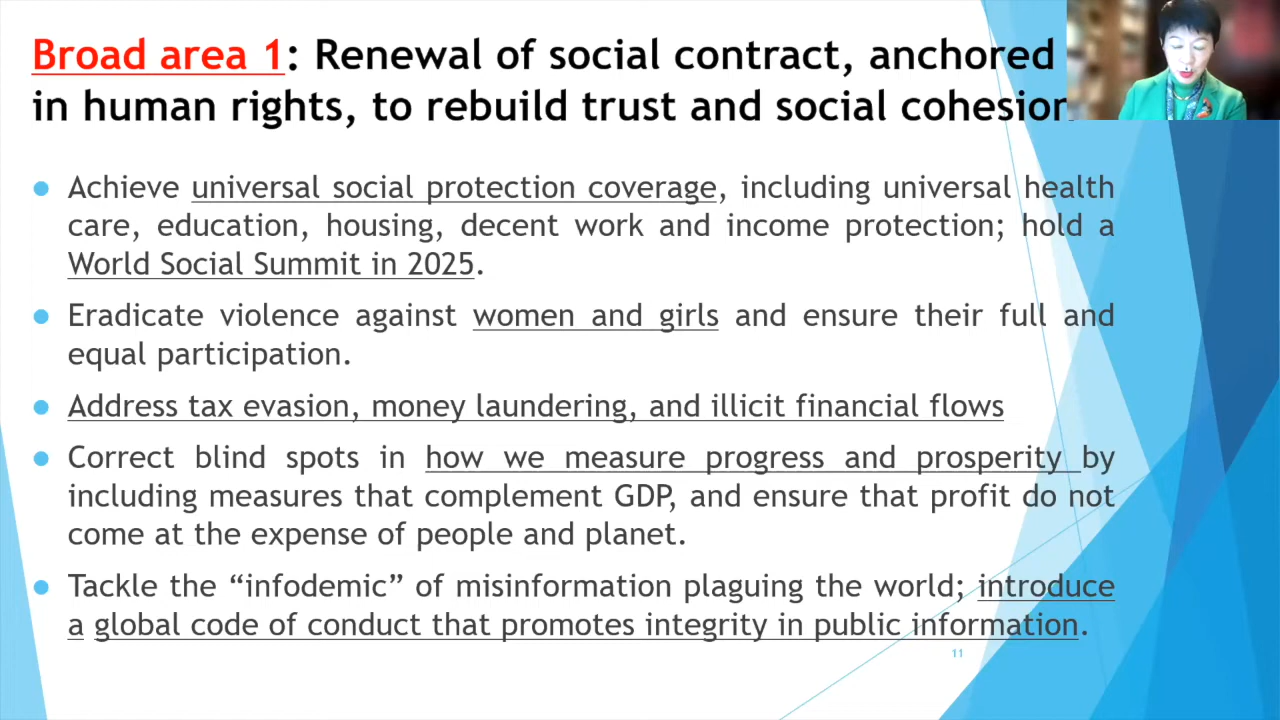 Broad area 1: Renewal of social contract, anchored
in human rights, to rebuild trust and social cohesion
Achieve universal social protection coverage, including universal health
care, education, housing, decent work and income protection; hold a
World Social Summit in 2025.
Eradicate violence against women and girls and ensure their full and
equal participation.
Address tax evasion, money laundering, and illicit financial flows
Correct blind spots in how we measure progress and prosperity by
including measures that complement GDP, and ensure that profit do not
come at the expense of people and planet.
Tackle the “infodemic” of misinformation plaguing the world; introduce
a global code of conduct that promotes integrity in public information.
11